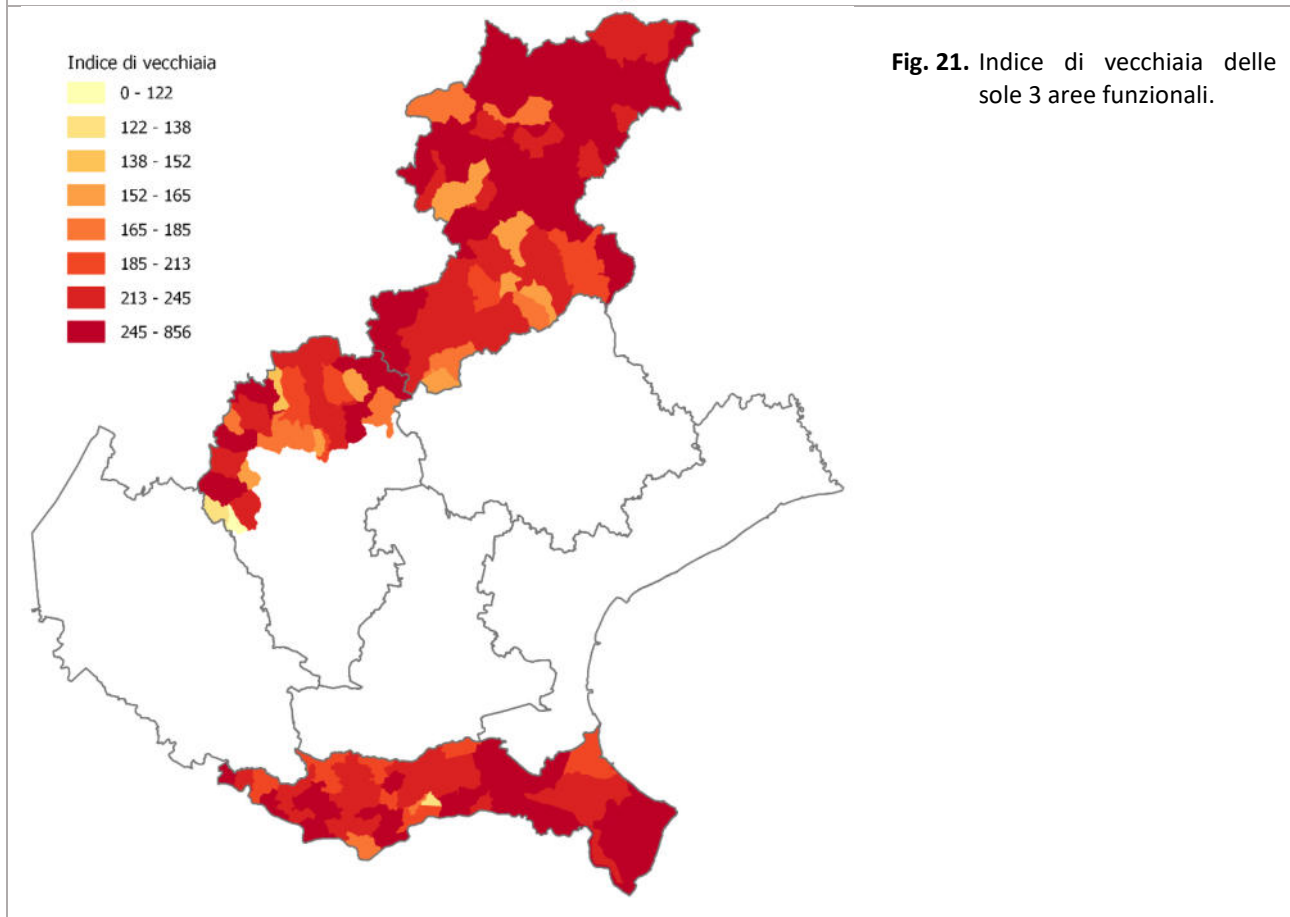 Indice di vecchiaia
0 - 122
122 - 138
138 - 152
152 - 165
165 - 185
185 - 213
213 - 245
245 - 856
Fig. 21. Indice di vecchiaia delle
sole 3 aree funzionali.